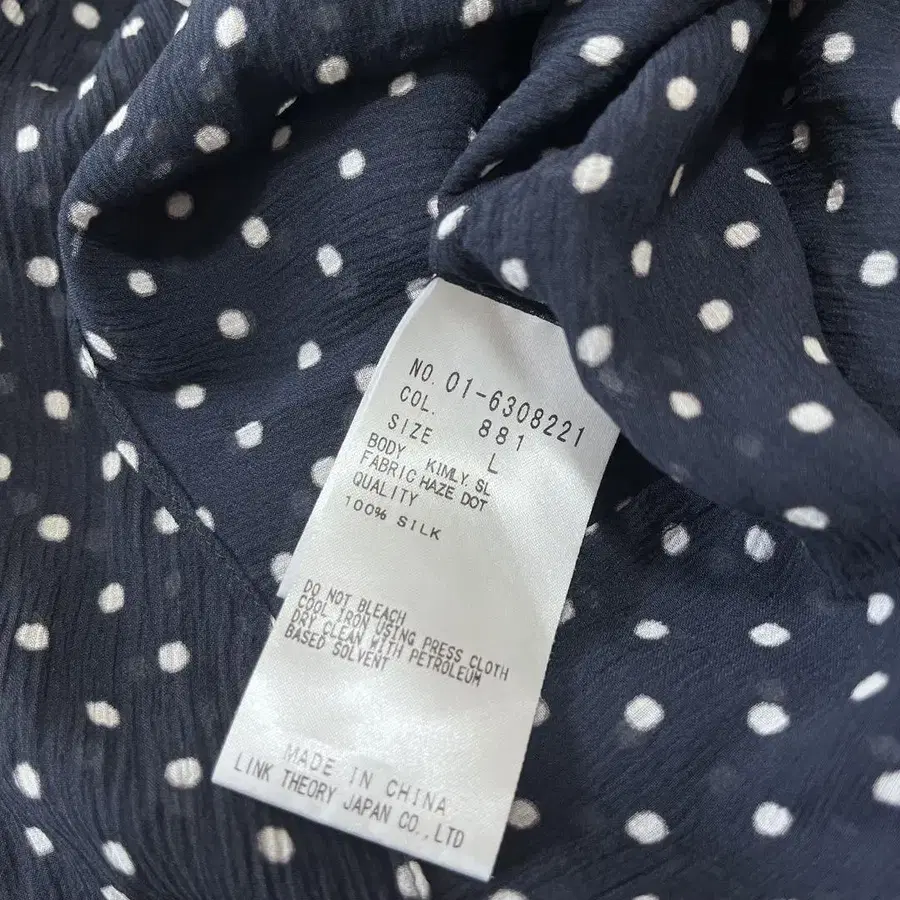 NO. 01-6308221
COL. 881
SIZE L
BODY KIMLY. SL
FABRIC HAZE DOT
QUALITY
100% SILK
DO NOT BLEACH
COOL IRON USING PRESS CLOTH
DRY CLEAN WITH PETROLEUM
BASED SOLVENT
MADE IN CHINA
LINK THEORY JAPAN CO.,LTD